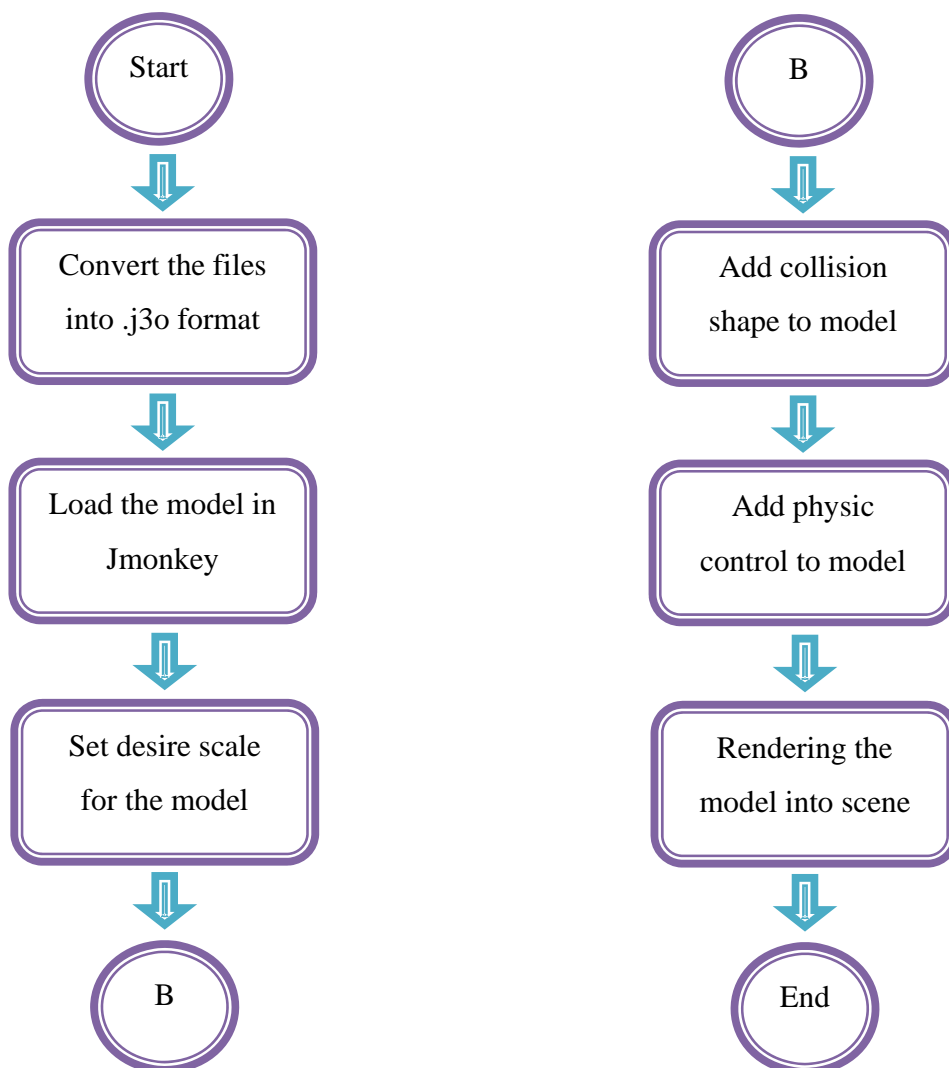 Start
Convert the files
into .j3o format
Load the model in
Jmonkey
Set desire scale
for the model
B
B
Add collision
shape to model
Add physic
control to model
Rendering the
model into scene
End